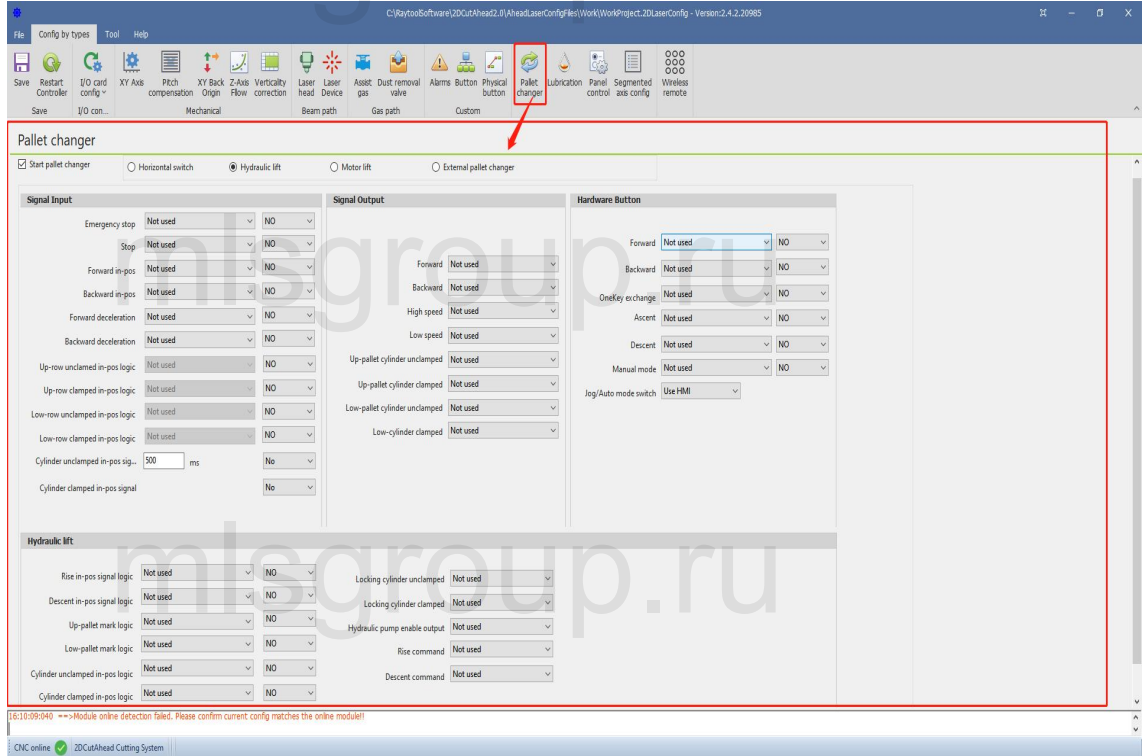 C:\RaytoolSoftware\2DCutAhead2.0\AheadLaserConfigFiles\Work\WorkProject.2DLaserConfig - Version:2.4.2.20985
File Config by types Tool Help
Save Restart Controller I/O card config XY Axis Pitch compensation XY Back Origin Z-Axis Flow Verticality correction Laser head Laser Device Assist gas Dust removal valve Alarms Button Physical button Pallet changer Lubrication Panel control Segmented axis config Wireless remote
Save I/O con... Mechanical Beam path Gas path Custom
Pallet changer
Start pallet changer Horizontal switch Hydraulic lift Motor lift External pallet changer
Signal Input
Emergency stop Not used NO
Stop Not used NO
Forward in-pos Not used NO
Backward in-pos Not used NO
Forward deceleration Not used NO
Backward deceleration Not used NO
Up-row unclamed in-pos logic Not used NO
Up-row clamped in-pos logic Not used NO
Low-row unclamped in-pos logic Not used NO
Low-row clamped in-pos logic Not used NO
Cylinder unclamped in-pos sig... 500 ms No
Cylinder clamped in-pos signal No
Signal Output
Forward Not used
Backward Not used
High speed Not used
Low speed Not used
Up-pallet cylinder unclamped Not used
Up-pallet cylinder clamped Not used
Low-pallet cylinder unclamped Not used
Low-cylinder clamped Not used
Hardware Button
Forward Not used NO
Backward Not used NO
OneKey exchange Not used NO
Ascent Not used NO
Descent Not used NO
Manual mode Not used NO
Jog/Auto mode switch Use HMI
Hydraulic lift
Rise in-pos signal logic Not used NO
Descent in-pos signal logic Not used NO
Up-pallet mark logic Not used NO
Low-pallet mark logic Not used NO
Cylinder unclamped in-pos logic Not used NO
Cylinder clamped in-pos logic Not used NO
Locking cylinder unclamped Not used
Locking cylinder clamped Not used
Hydraulic pump enable output Not used
Rise command Not used
Descent command Not used
16:10:09:040 ==>Module online detection failed. Please confirm current config matches the online module!!
CNC online 2DCutAhead Cutting System
mlsgroup.ru
mlsgroup.ru